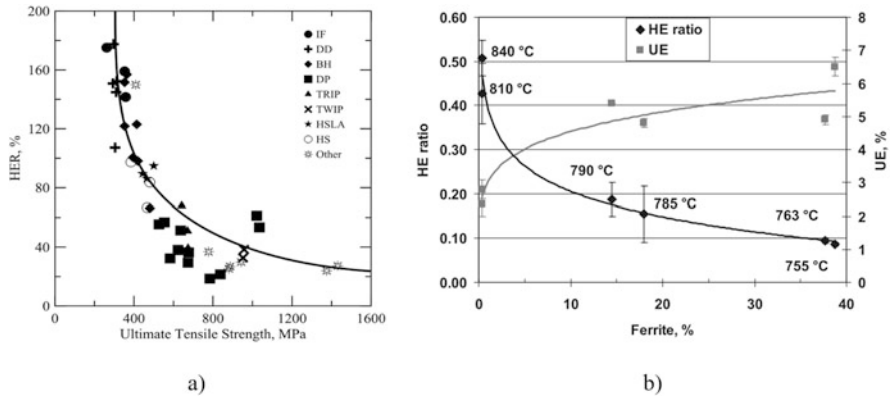 200
160
120
80
40
0
HER, %
0 400 800 1200 1600
Ultimate Tensile Strength, MPa
IF
DD
BH
DP
TRIP
TWIP
HSLA
HS
Other
a)
b)
0.60
0.50
0.40
0.30
0.20
0.10
0.00
HE ratio
HE ratio
UE
840 °C
810 °C
790 °C
785 °C
763 °C
755 °C
8
7
6
5
4
3
2
1
0
UE, %
0 10 20 30 40
Ferrite, %
b)